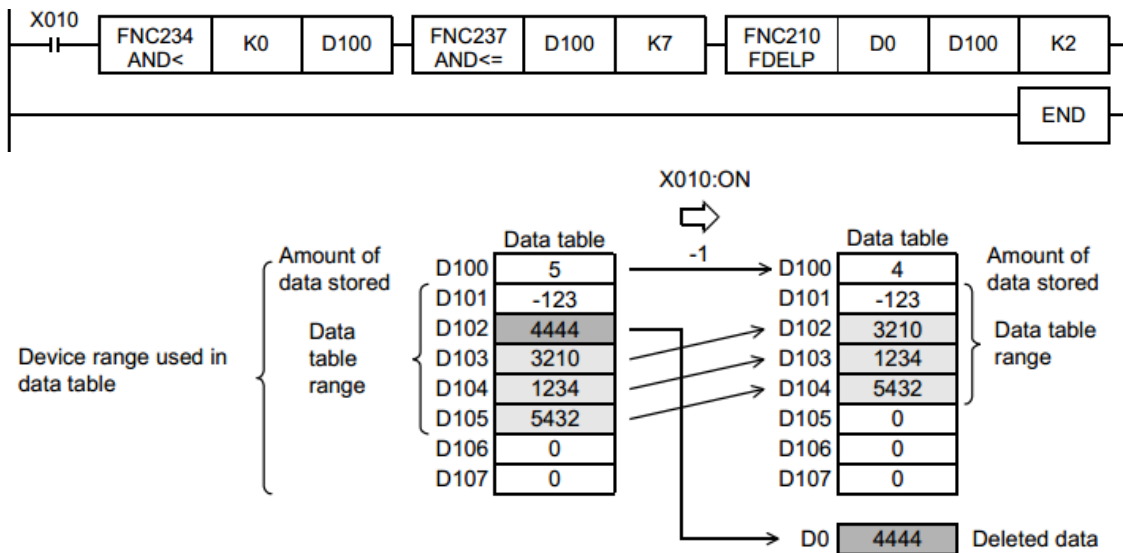 X010
FNC234 K0 D100 FNC237 D100 K7 FNC210 D0 D100 K2
AND< AND<= FDELP
END
X010:ON
Data table -1 Data table
Amount of data stored
D100 5 D100 4
Amount of data stored
D101 -123 D101 -123
D102 4444 D102 3210
Device range used in data table
Data table range
D103 3210 D103 1234
Data table range
D104 1234 D104 5432
D105 5432 D105 0
D106 0 D106 0
D107 0 D107 0
D0 4444 Deleted data